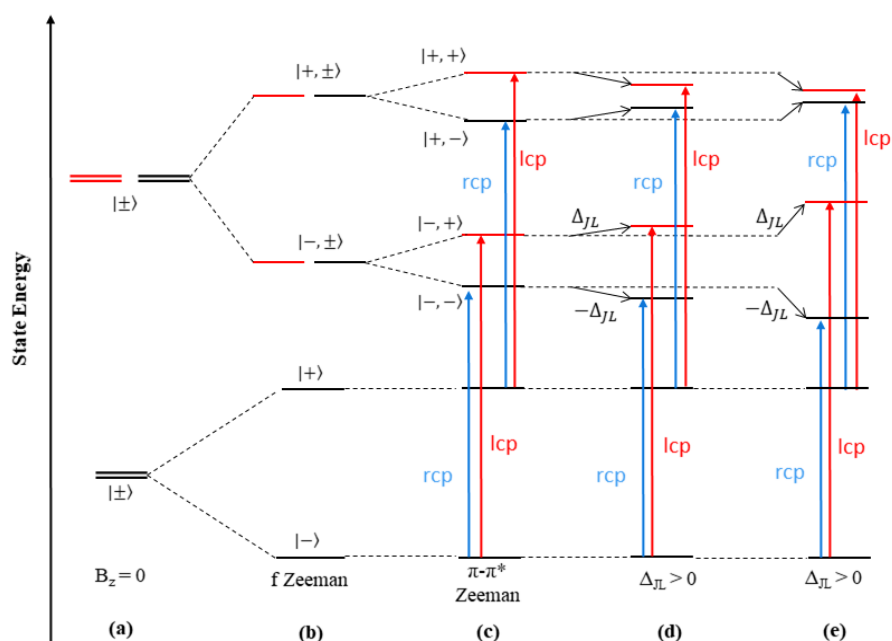 State Energy
|+,+⟩
|+,±⟩
|+,−⟩
lcp
lcp
lcp
rcp
rcp
rcp
|±⟩
|−,+⟩
Δ_JL
Δ_JL
|−,±⟩
|−,−⟩
−Δ_JL
−Δ_JL
|+⟩
lcp
lcp
lcp
rcp
rcp
rcp
|±⟩
|−⟩
B_z = 0
f Zeeman
π-π*
Zeeman
Δ_JL > 0
Δ_JL > 0
(a)
(b)
(c)
(d)
(e)